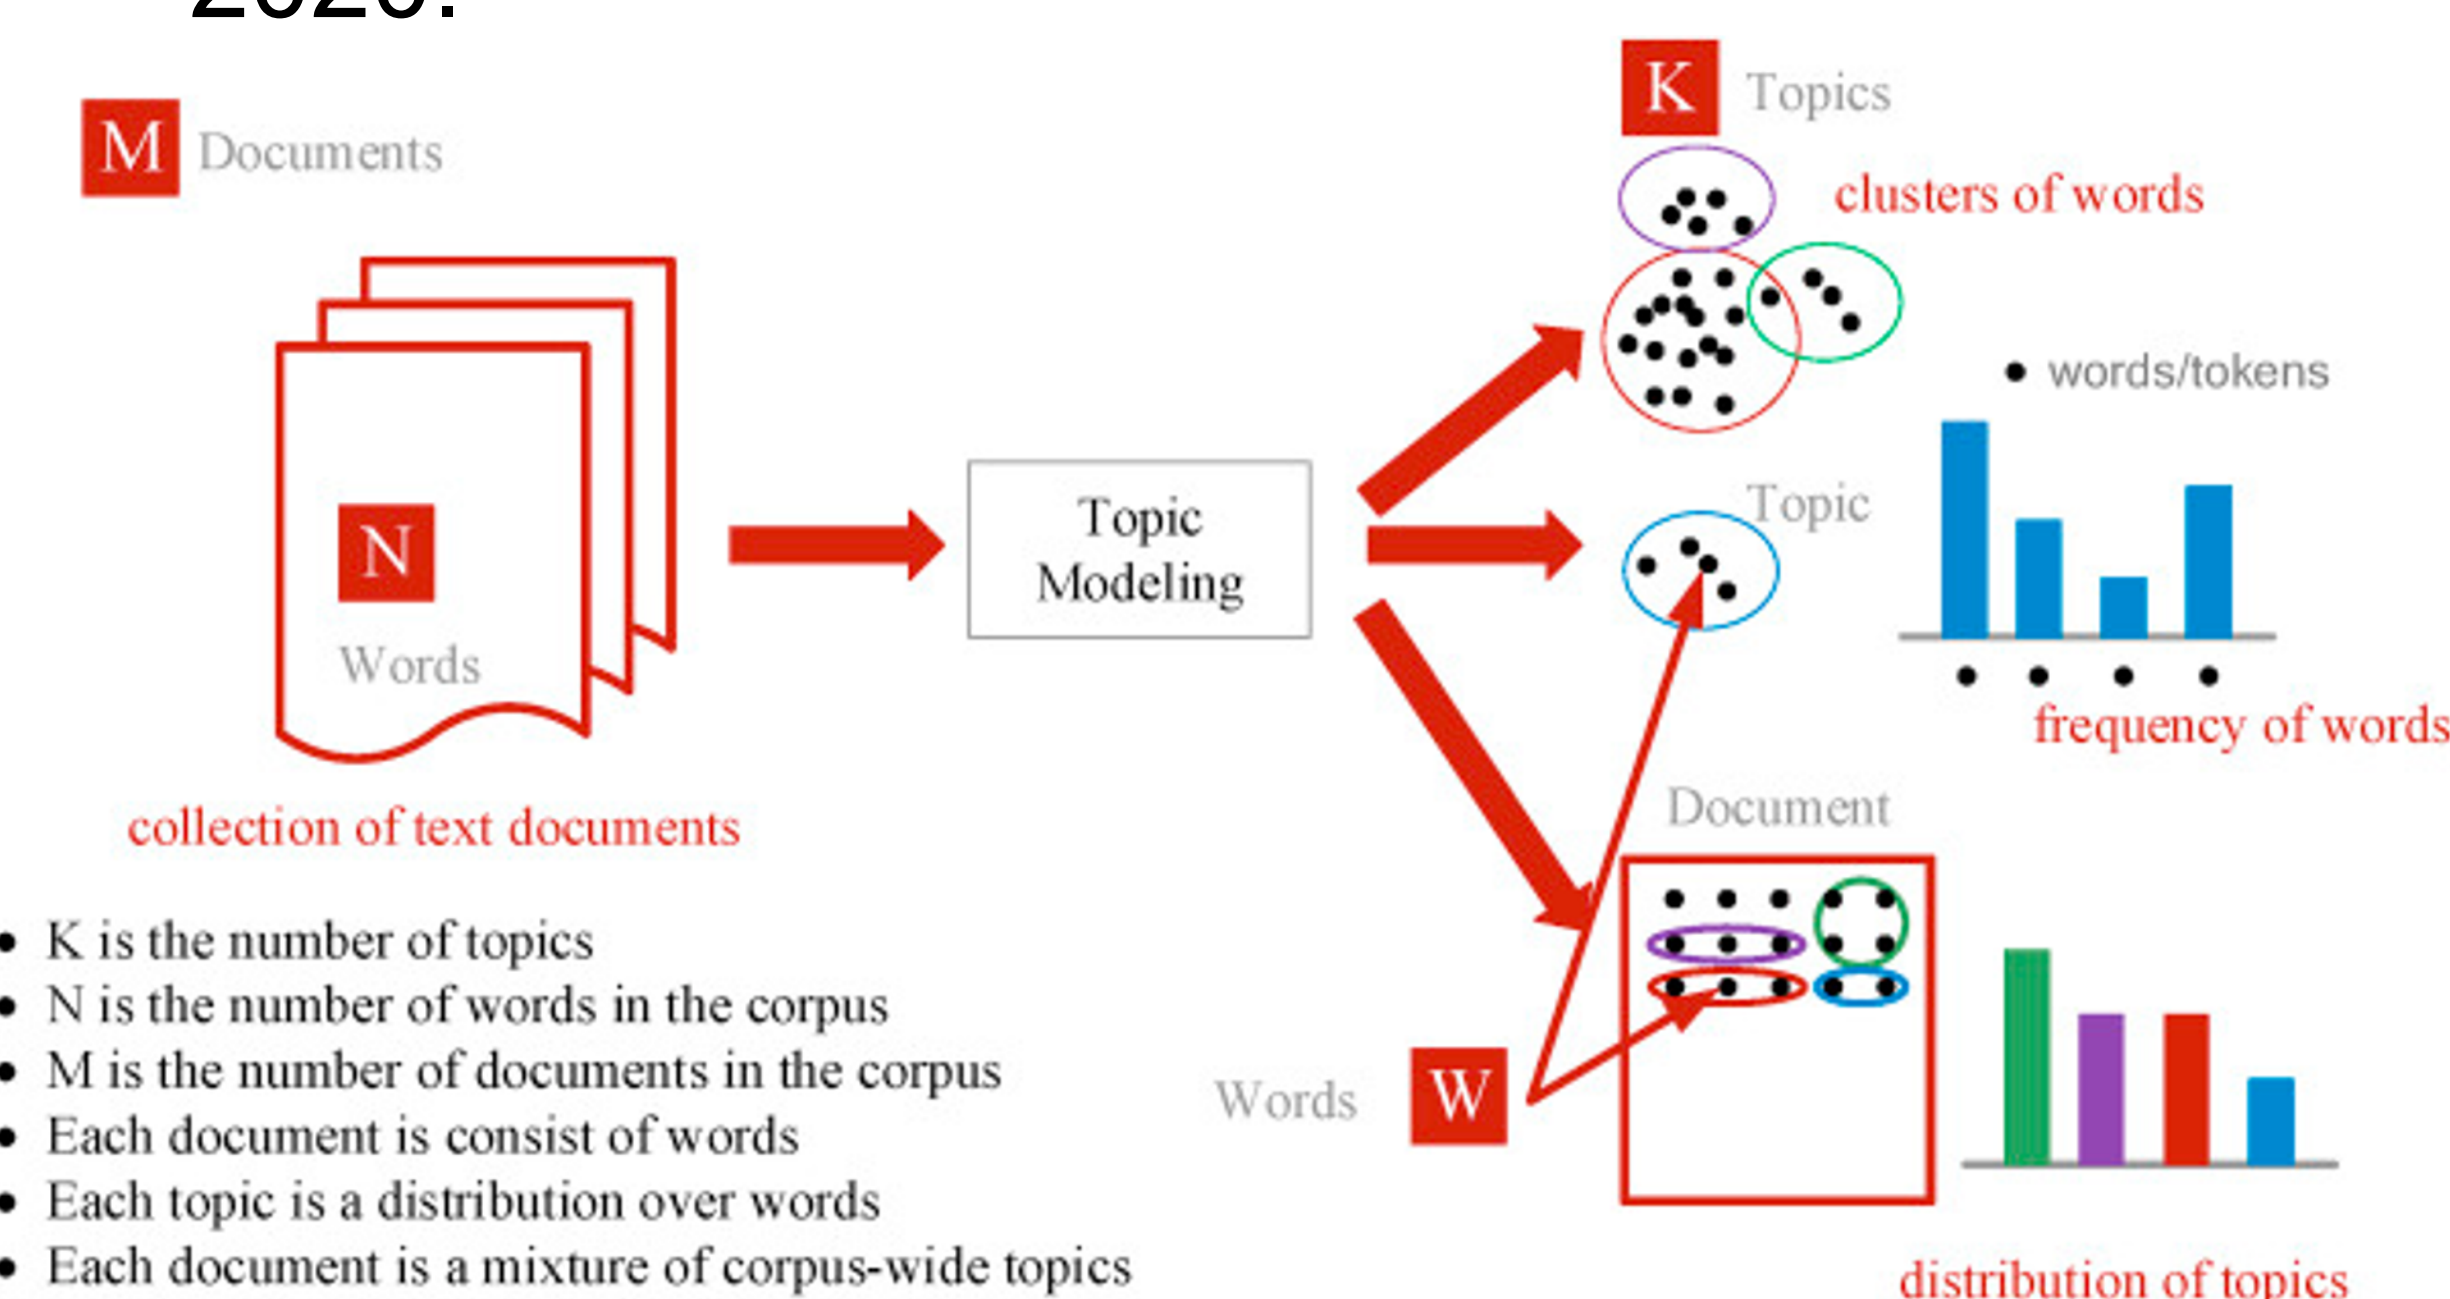 2020.
M Documents
N
Words
collection of text documents
Topic
Modeling
K Topics
clusters of words
• words/tokens
Topic
frequency of words
Document
Words W
distribution of topics
• K is the number of topics
• N is the number of words in the corpus
• M is the number of documents in the corpus
• Each document is consist of words
• Each topic is a distribution over words
• Each document is a mixture of corpus-wide topics